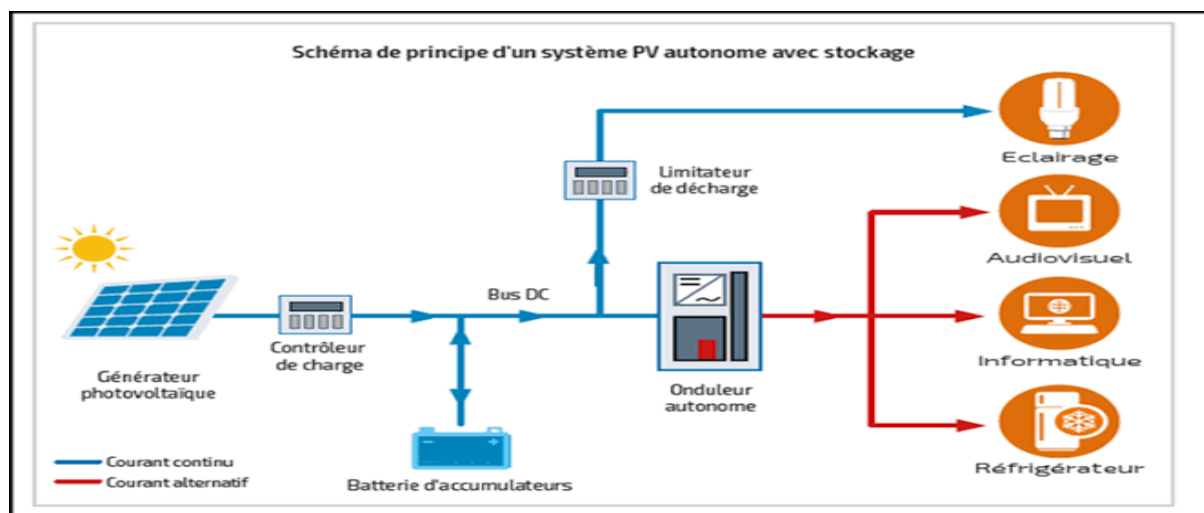 Schéma de principe d'un système PV autonome avec stockage
Eclairage
Limitateur
de décharge
Audiovisuel
Bus DC
Contrôleur
de charge
Informatique
Générateur
photovoltaïque
Onduleur
autonome
Réfrigérateur
Courant continu
Courant alternatif
Batterie d'accumulateurs